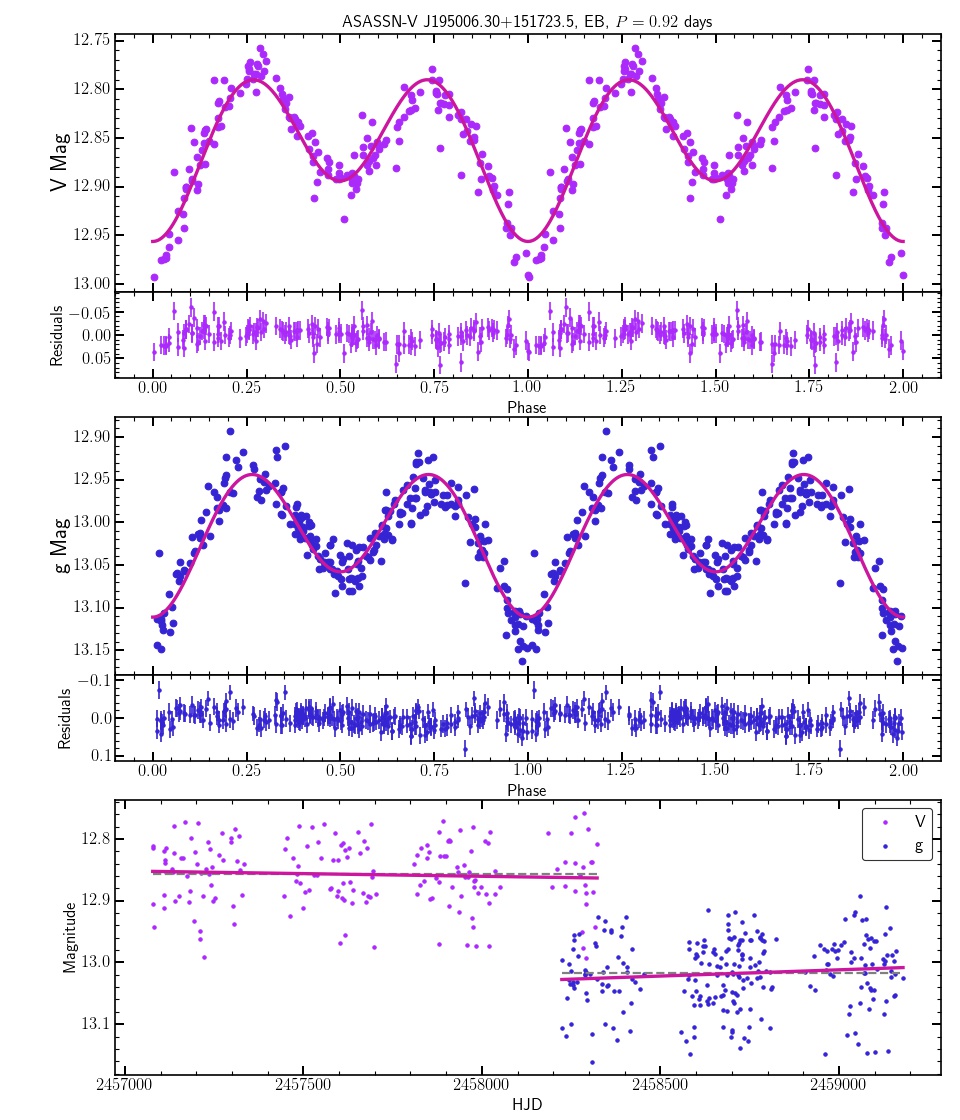 ASASSN-V J195006.30+151723.5, EB, P = 0.92 days
12.75
12.80
12.85
12.90
12.95
13.00
V Mag
−0.05
0.00
0.05
Residuals
0.00 0.25 0.50 0.75 1.00 1.25 1.50 1.75 2.00
Phase
12.90
12.95
13.00
13.05
13.10
13.15
g Mag
−0.1
0.0
0.1
Residuals
0.00 0.25 0.50 0.75 1.00 1.25 1.50 1.75 2.00
Phase
V
g
12.8
12.9
13.0
13.1
Magnitude
2457000 2457500 2458000 2458500 2459000
HJD